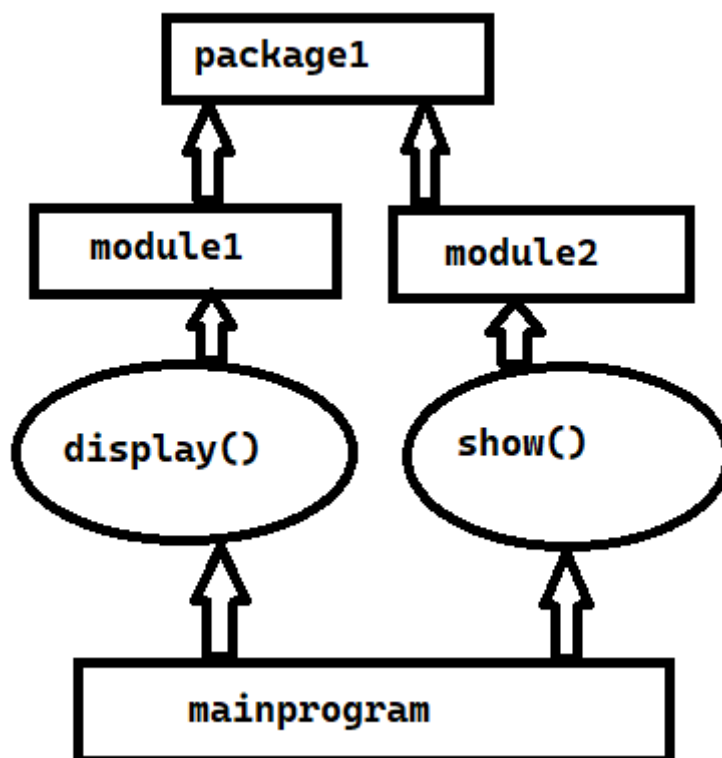 package1
module1
module2
display()
show()
mainprogram